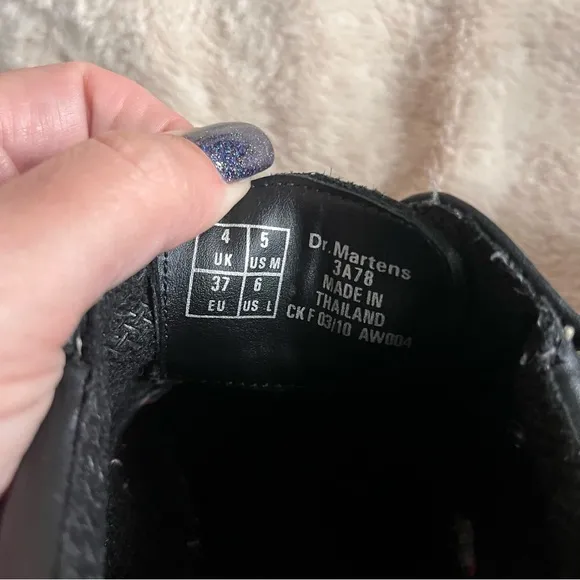 4 5
UK US M
37 6
EU US L
Dr.Martens
3A78
MADE IN
THAILAND
CK F 03/10 AW004